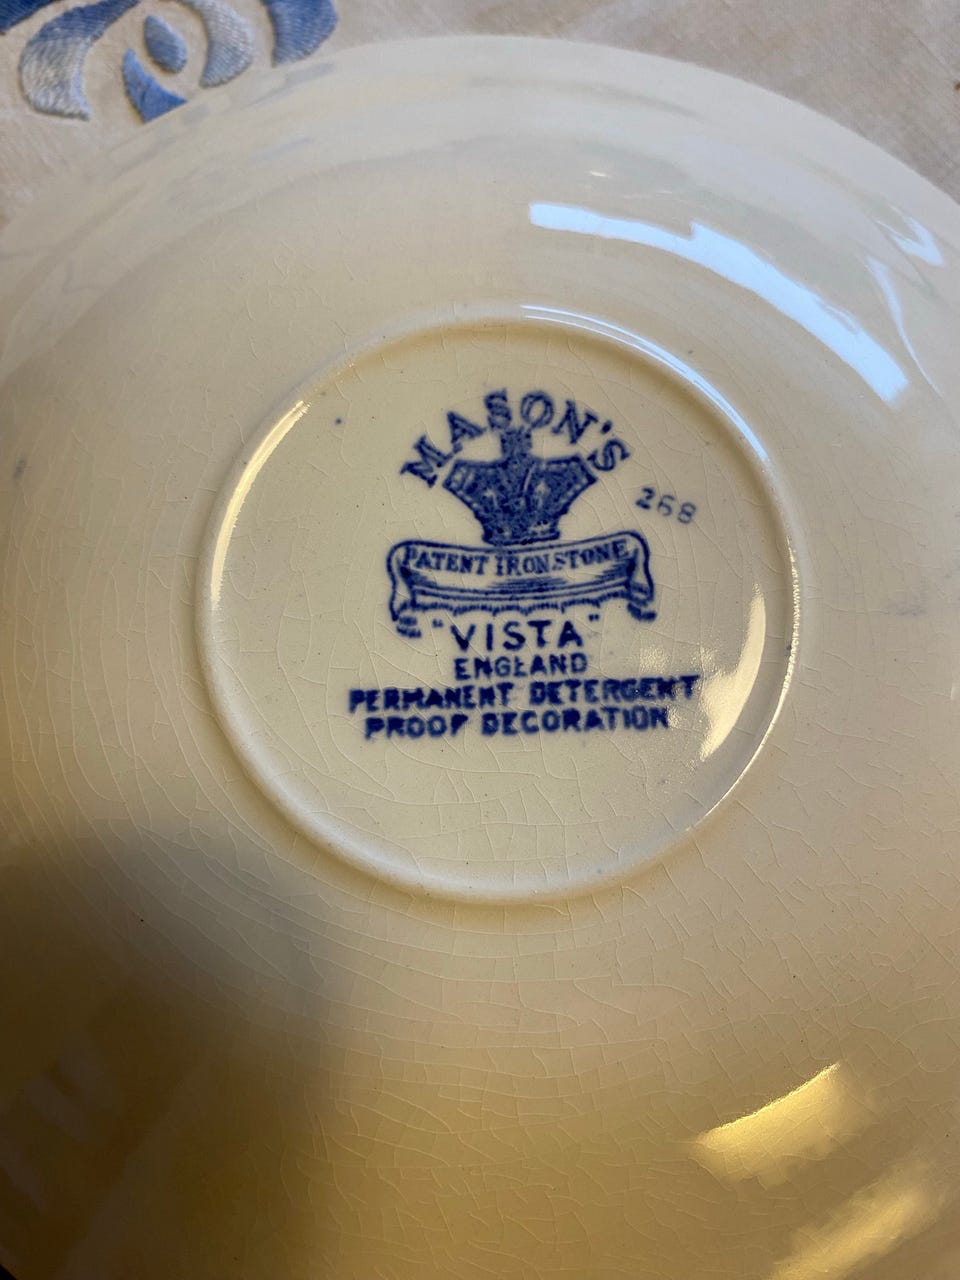 MASON'S
268
PATENT IRONSTONE
"VISTA"
ENGLAND
PERMANENT DETERGENT
PROOF DECORATION